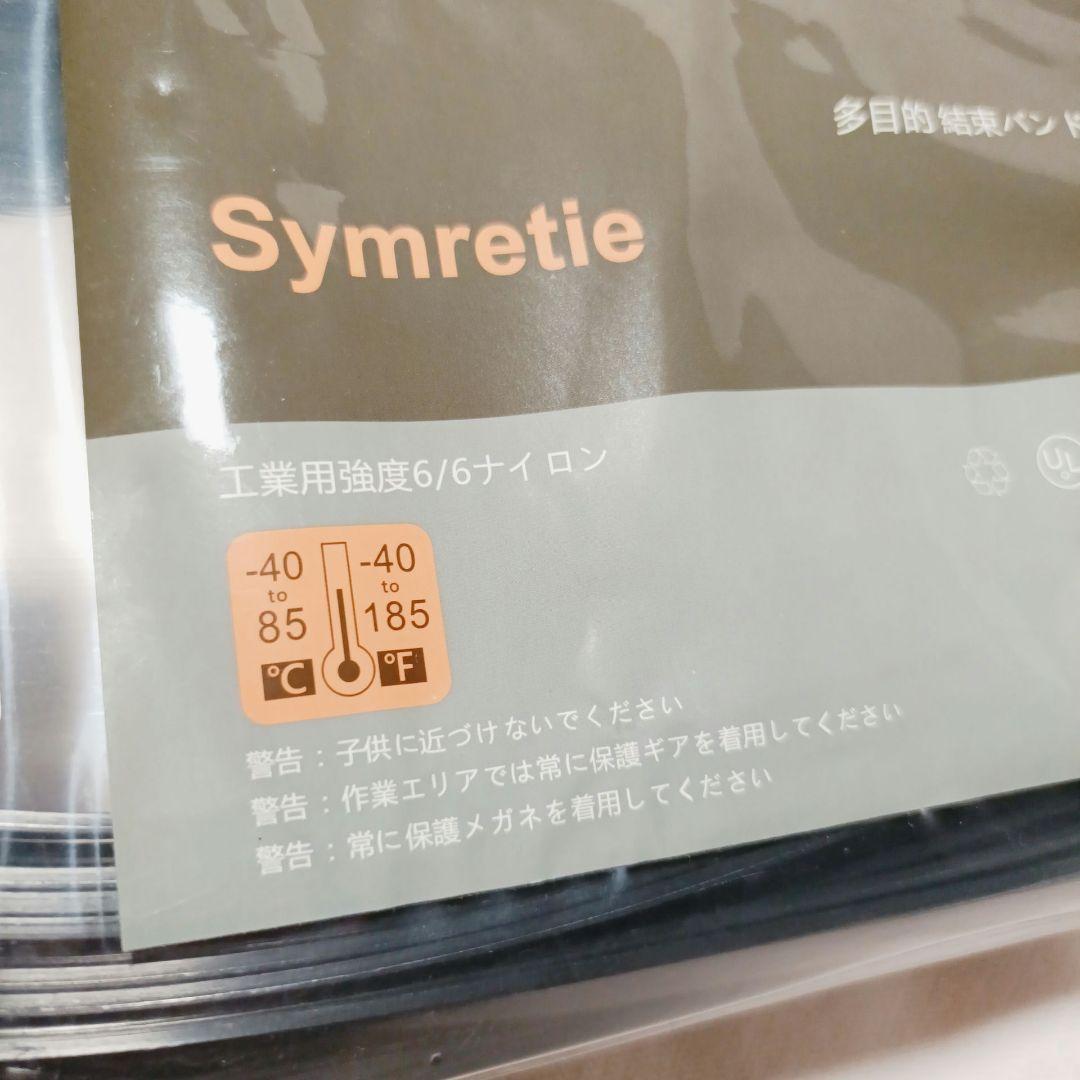 多目的 結束バンド
Symretie
工業用強度6/6ナイロン
UL
-40 to 85 °C
-40 to 185 °F
警告：子供に近づけないでください
警告：作業エリアでは常に保護ギアを着用してください
警告：常に保護メガネを着用してください